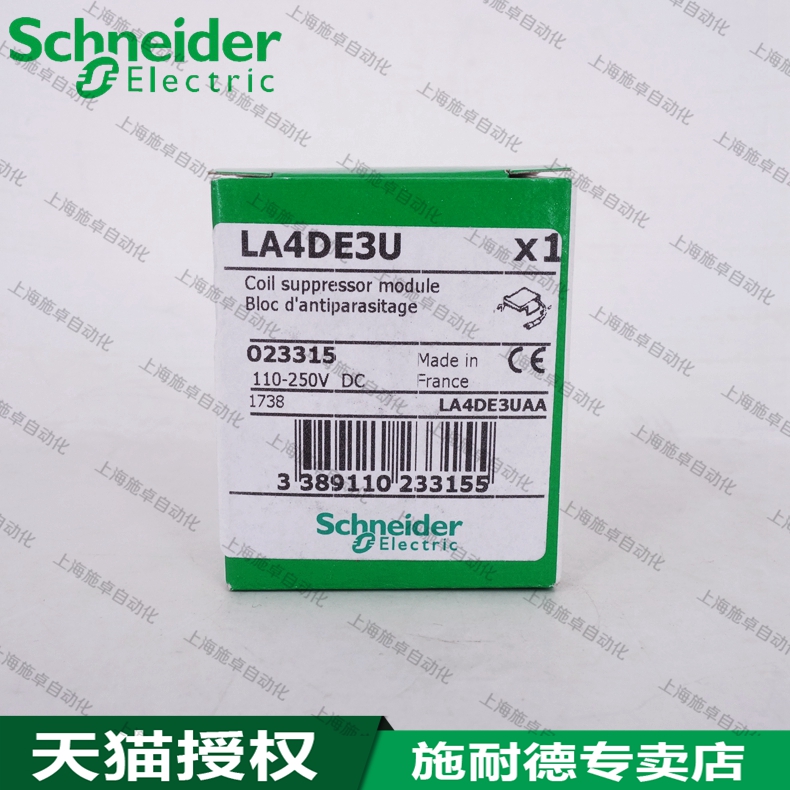 Schneider
Electric
LA4DE3U x1
Coil suppressor module
Bloc d'antiparasitage
023315 Made in CE
110-250V DC France
1738 LA4DE3UAA
3 389110 233155
Schneider
Electric
天猫授权 施耐德专卖店
上海施卓自动化